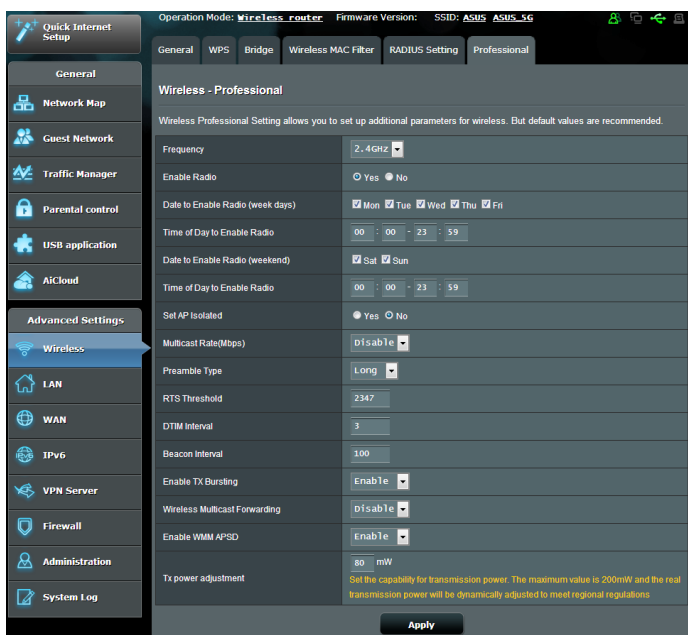 Operation Mode: Wireless router Firmware Version: SSID: ASUS ASUS_5G
Quick Internet
Setup
General WPS Bridge Wireless MAC Filter RADIUS Setting Professional
General
Network Map
Guest Network
Traffic Manager
Parental control
USB application
AiCloud
Advanced Settings
Wireless
LAN
WAN
IPv6
VPN Server
Firewall
Administration
System Log
Wireless - Professional
Wireless Professional Setting allows you to set up additional parameters for wireless. But default values are recommended.
Frequency 2.4GHz
Enable Radio Yes No
Date to Enable Radio (week days) Mon Tue Wed Thu Fri
Time of Day to Enable Radio 00 : 00 - 23 : 59
Date to Enable Radio (weekend) Sat Sun
Time of Day to Enable Radio 00 : 00 - 23 : 59
Set AP Isolated Yes No
Multicast Rate(Mbps) Disable
Preamble Type Long
RTS Threshold 2347
DTIM Interval 3
Beacon Interval 100
Enable TX Bursting Enable
Wireless Multicast Forwarding Disable
Enable WMM APSD Enable
Tx power adjustment 80 mW
Set the capability for transmission power. The maximum value is 200mW and the real
transmission power will be dynamically adjusted to meet regional regulations
Apply